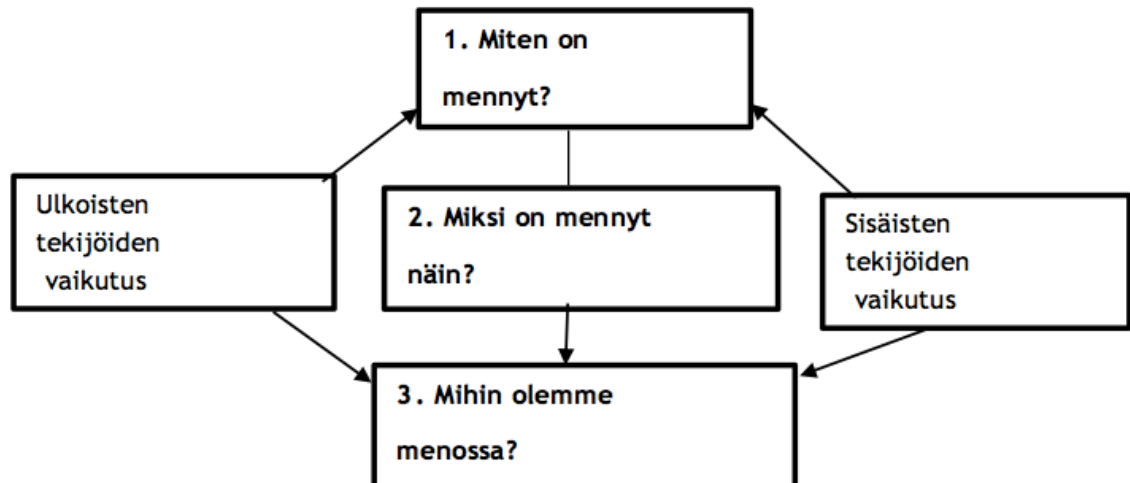 1. Miten on
mennyt?
Ulkoisten
tekijöiden
vaikutus
2. Miksi on mennyt
näin?
Sisäisten
tekijöiden
vaikutus
3. Mihin olemme
menossa?